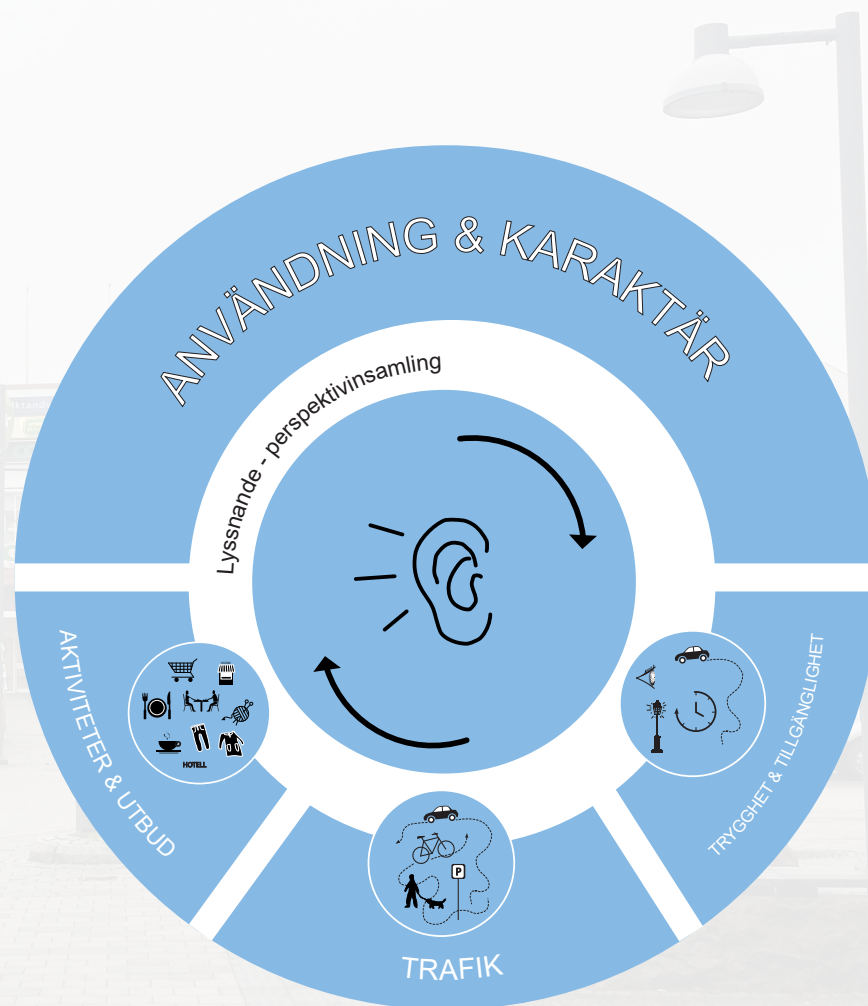 ANVÄNDNING & KARAKTÄR
Lyssnande - perspektivinsamling
AKTIVITETER & UTBUD
HOTELL
TRAFIK
P
TRYGGHET & TILLGÄNGLIGHET